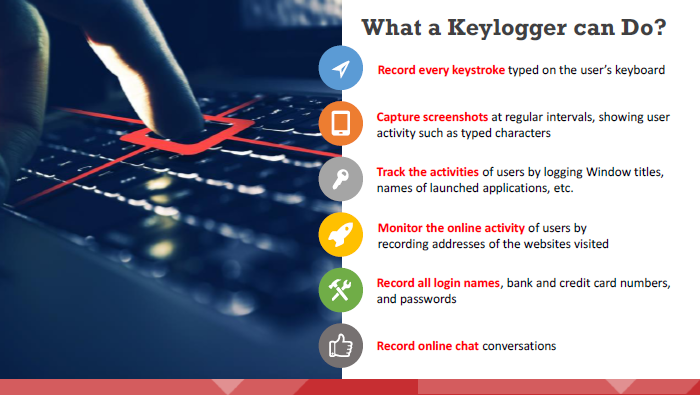 What a Keylogger can Do?
Record every keystroke typed on the user's keyboard
Capture screenshots at regular intervals, showing user
activity such as typed characters
Track the activities of users by logging Window titles,
names of launched applications, etc.
Monitor the online activity of users by
recording addresses of the websites visited
Record all login names, bank and credit card numbers,
and passwords
Record online chat conversations